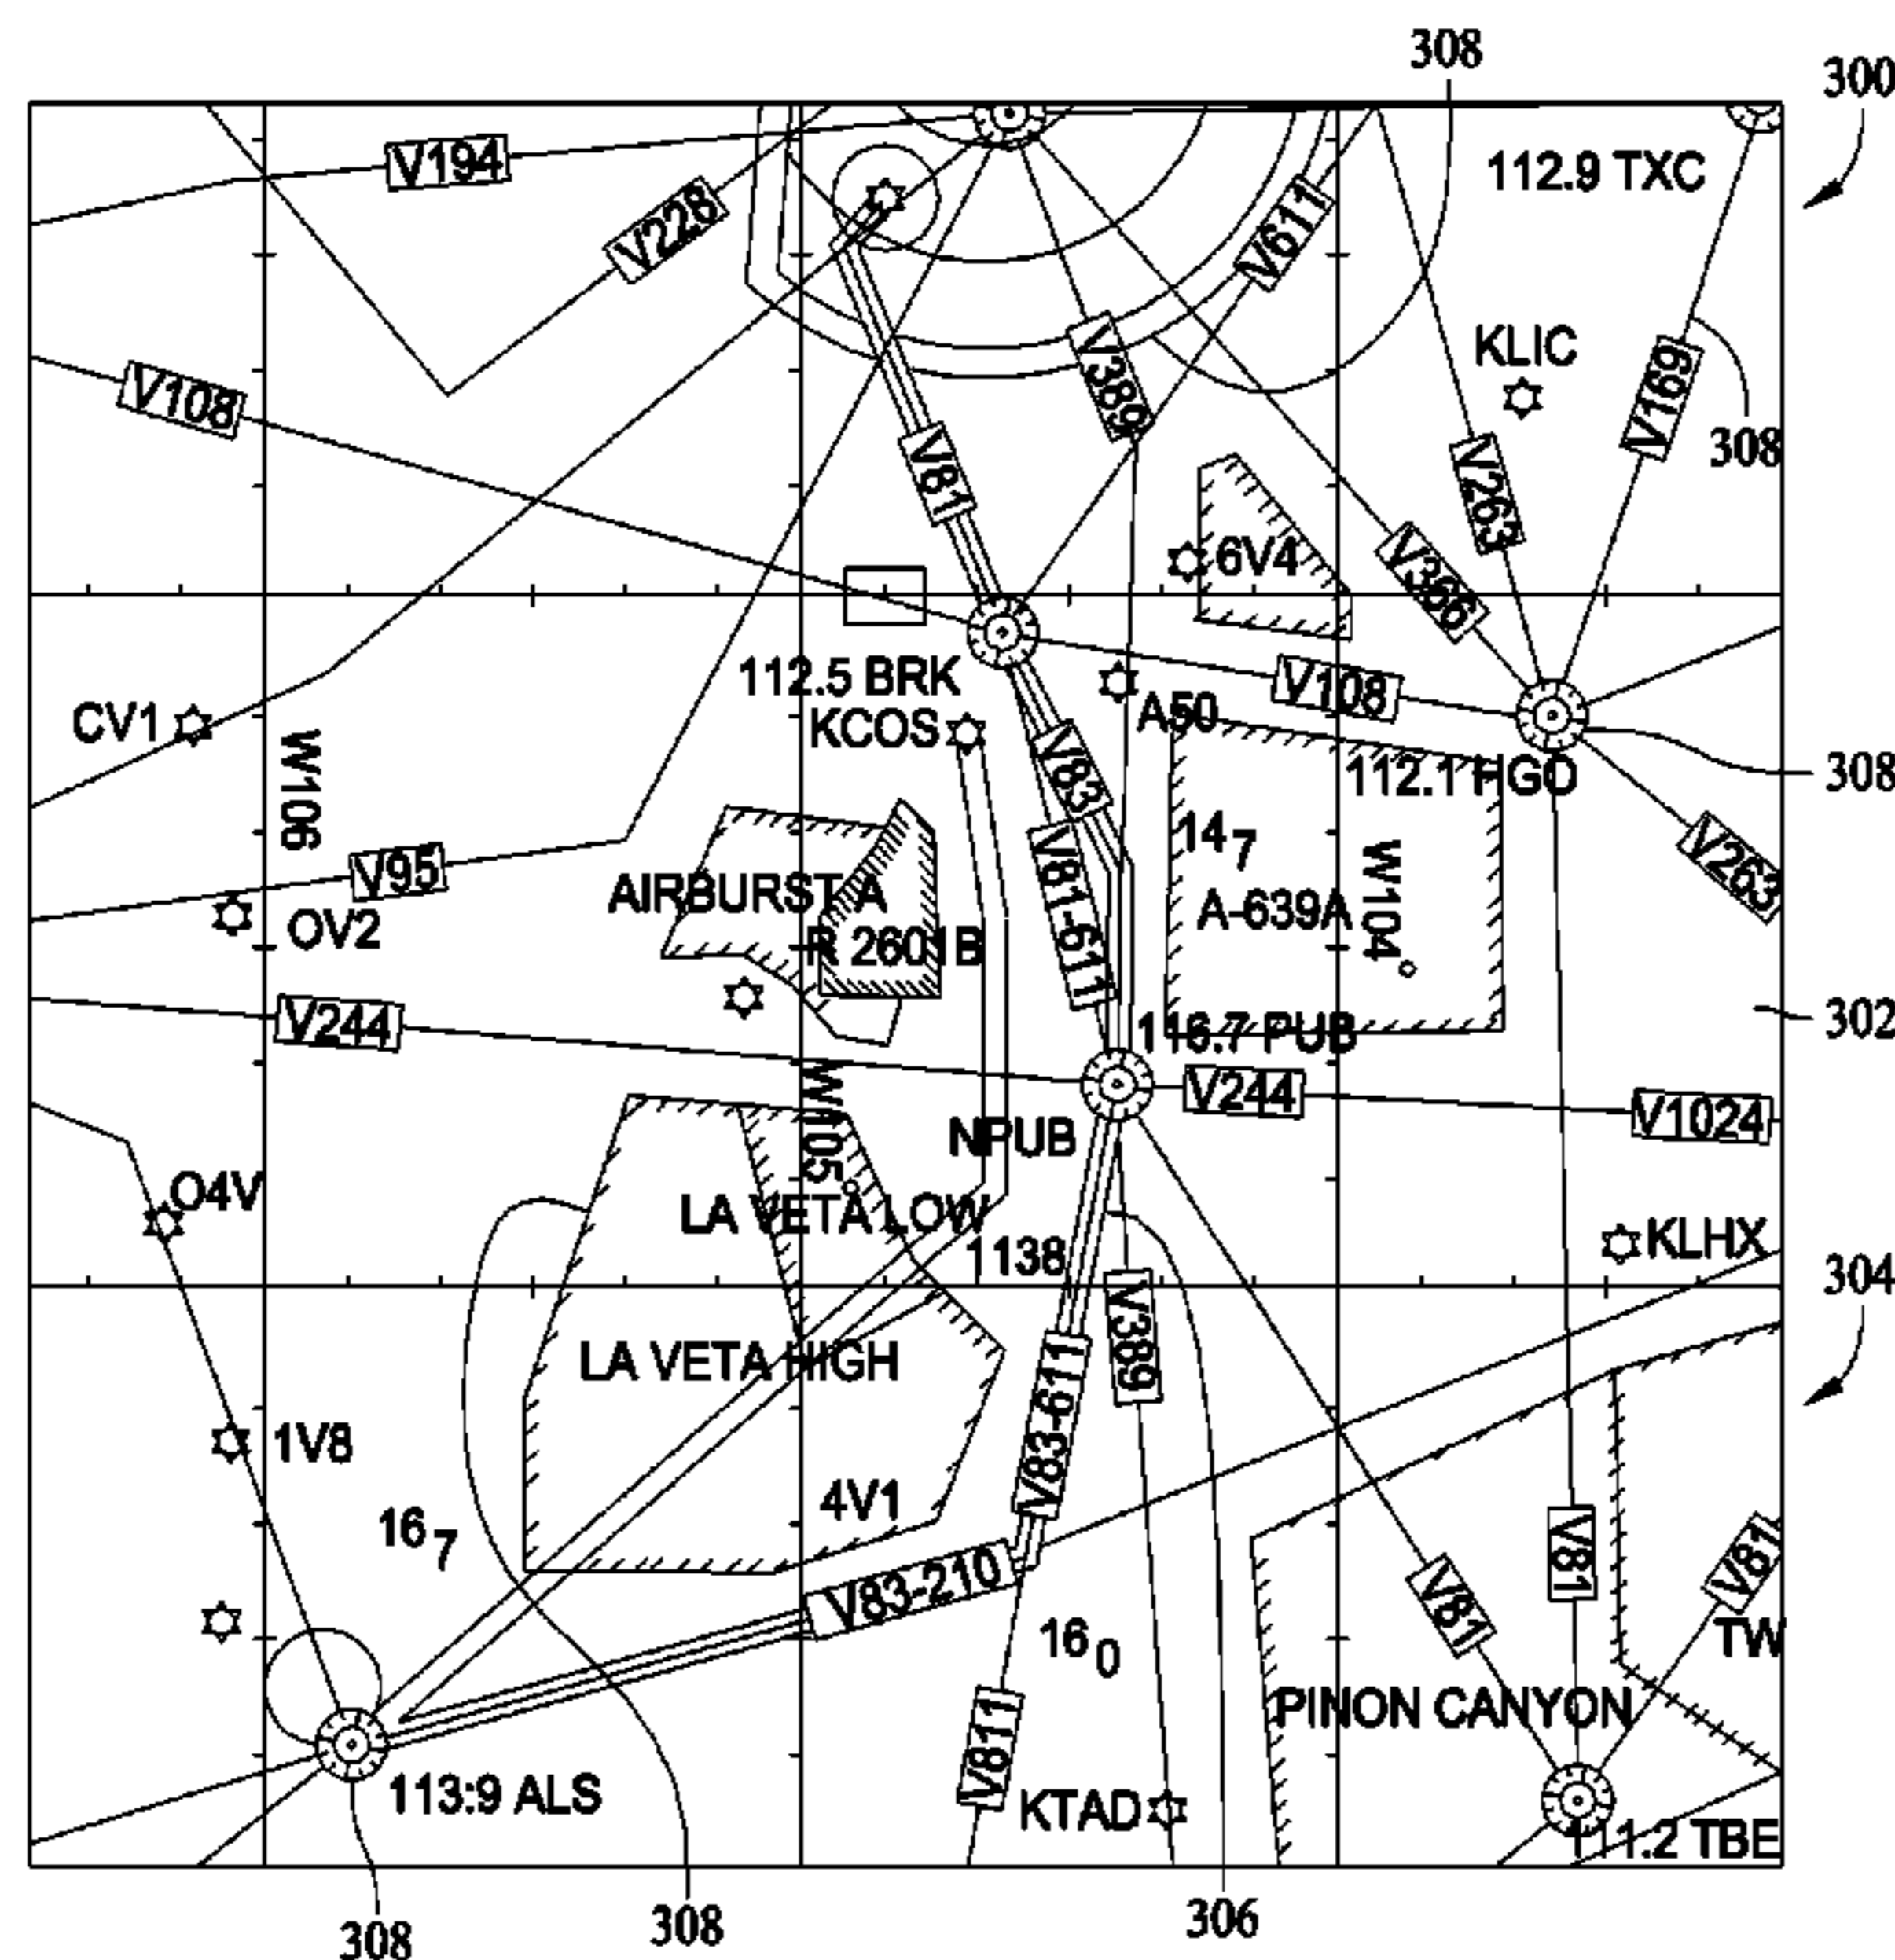 308
300
V194
112.9 TXC
V228
V611
KLIC
V389
V169
V108
308
V81
V263
6V4
V366
112.5 BRK
V108
CV1
KCOS
A50
W106
V83
112.1 HGO
308
14 7
V95
V81-611
W104°
V263
AIRBURST A
A-639A
OV2
R 2601B
302
V244
116.7 PUB
W105°
V244
V1024
NPUB
O4V
LA VETA LOW
1138
KLHX
304
V389
LA VETA HIGH
V83-611
1V8
4V1
16 7
V81
V81
V81
V83-210
16 0
TW
V811
PINON CANYON
113:9 ALS
KTAD
111.2 TBE
308
308
306